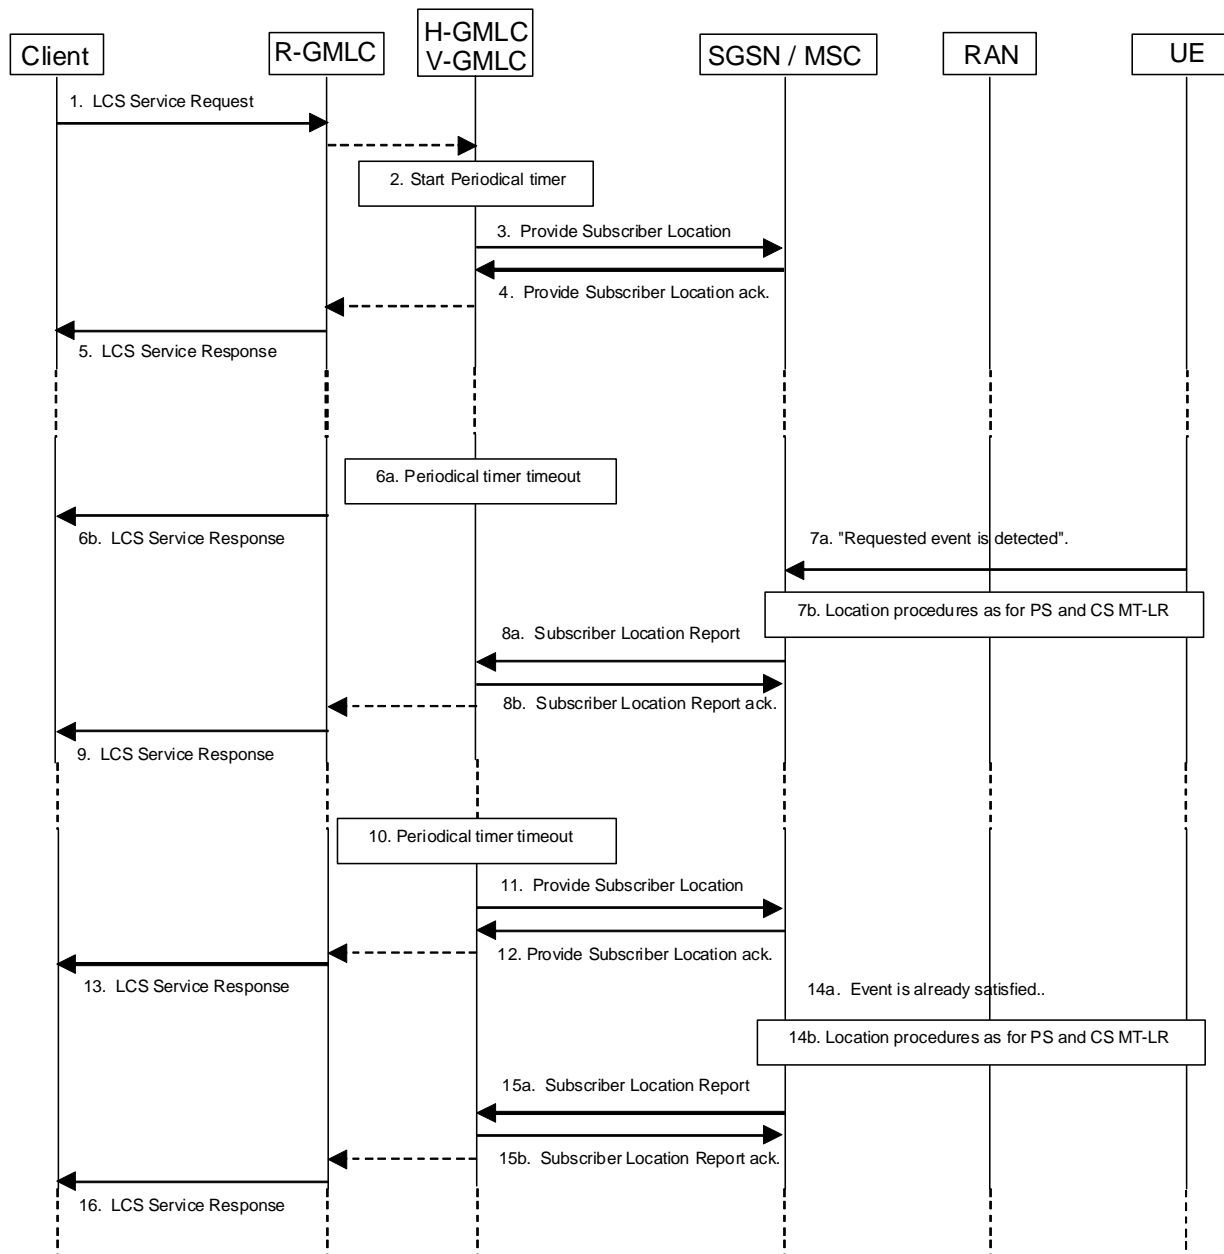 Client
R-GMLC
H-GMLC
V-GMLC
SGSN / MSC
RAN
UE
1. LCS Service Request
2. Start Periodical timer
3. Provide Subscriber Location
4. Provide Subscriber Location ack.
5. LCS Service Response
6a. Periodical timer timeout
6b. LCS Service Response
7a. "Requested event is detected".
7b. Location procedures as for PS and CS MT-LR
8a. Subscriber Location Report
8b. Subscriber Location Report ack.
9. LCS Service Response
10. Periodical timer timeout
11. Provide Subscriber Location
12. Provide Subscriber Location ack.
13. LCS Service Response
14a. Event is already satisfied..
14b. Location procedures as for PS and CS MT-LR
15a. Subscriber Location Report
15b. Subscriber Location Report ack.
16. LCS Service Response